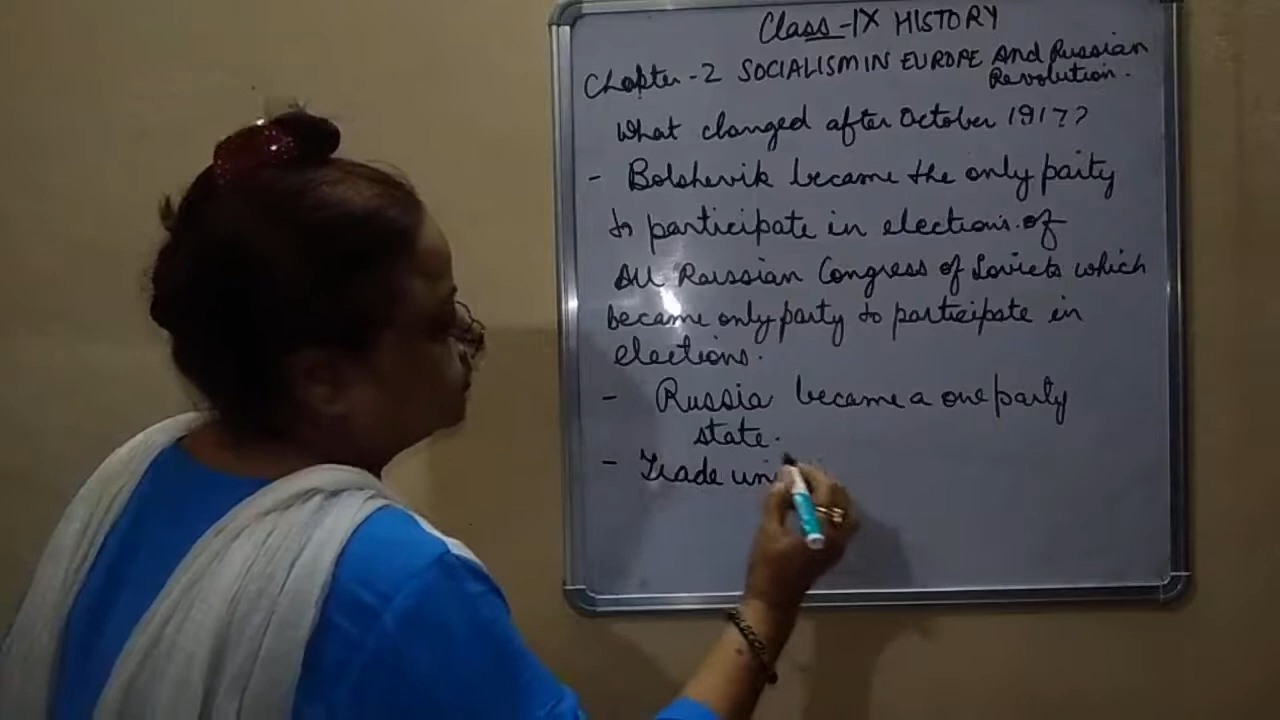 Class-IX HISTORY
Chapter-2 SOCIALISM IN EUROPE And Russian
Revolution.
What changed after October 1917?
- Bolshevik became the only party
to participate in elections. of
All Raissian Congress of Soviets which
became only party to participate in
elections.
- Russia became a one party
state.
- Trade uni